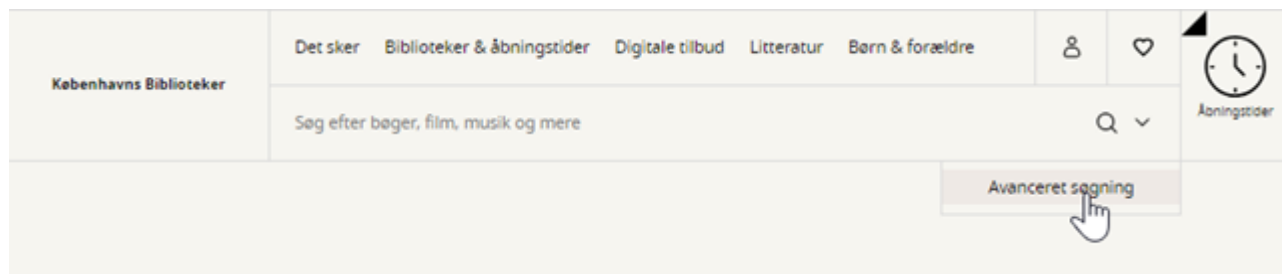 Det sker Biblioteker & åbningstider Digitale tilbud Litteratur Børn & forældre
Københavns Biblioteker
Søg efter bøger, film, musik og mere
Åbningstider
Avanceret søgning